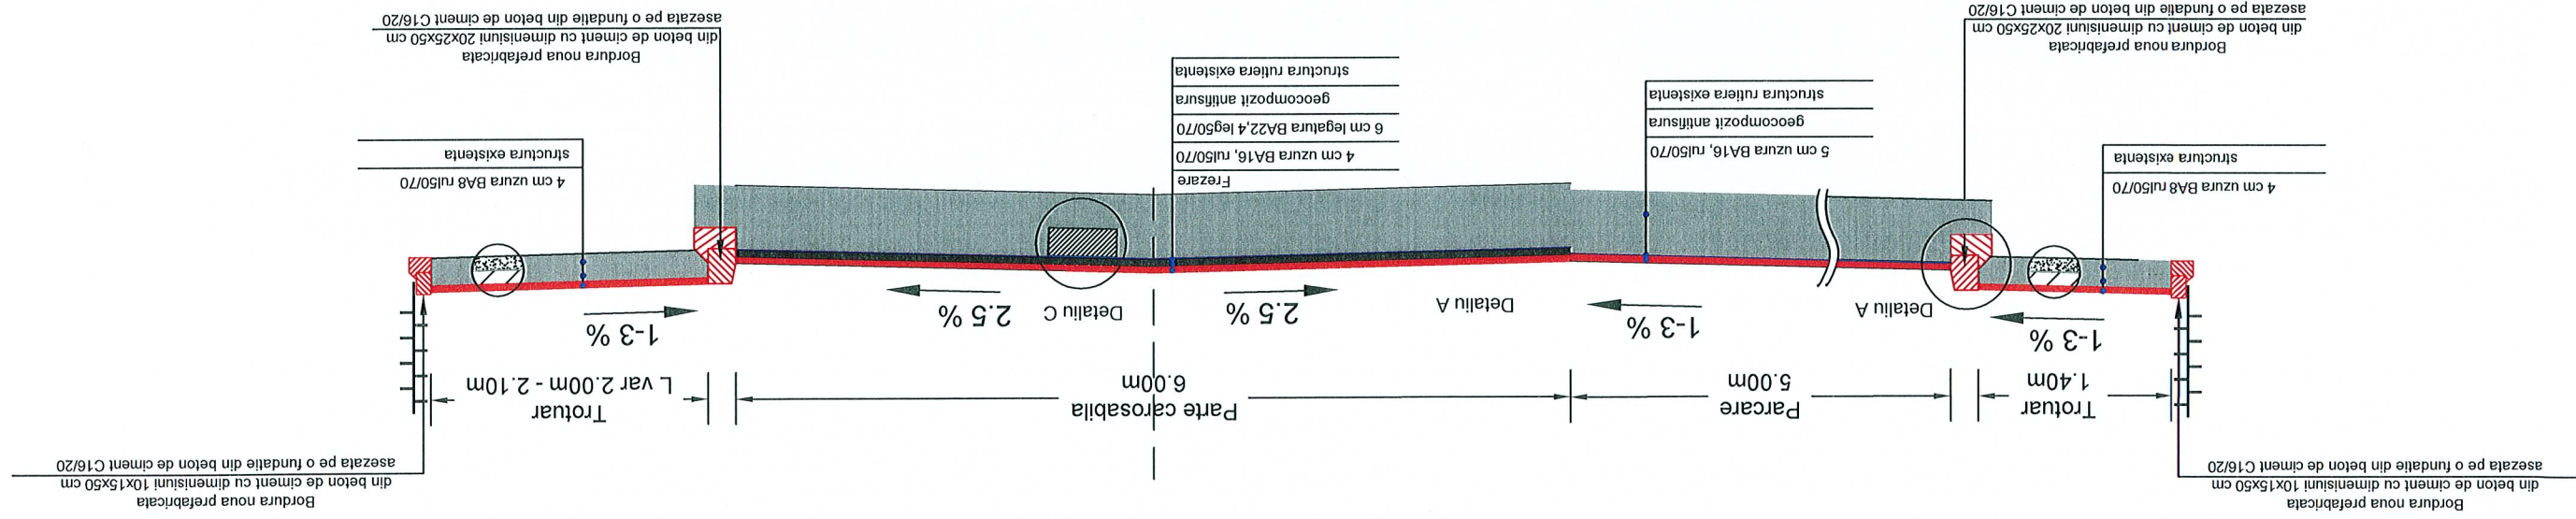 Bordura noua prefabricata
din beton de ciment cu dimenisiuni 10x15x50 cm
asezata pe o fundatie din beton de ciment C16/20
Bordura noua prefabricata
din beton de ciment cu dimenisiuni 10x15x50 cm
asezata pe o fundatie din beton de ciment C16/20
Trotuar
1.40m
Parcare
5.00m
Parte carosabila
6.00m
Trotuar
L var 2.00m - 2.10m
1-3 %
Detaliu A
1-3 %
Detaliu A
2.5 %
Detaliu C
2.5 %
1-3 %
4 cm uzura BA8 rul50/70
structura existenta
5 cm uzura BA16, rul50/70
geocompozit antifisura
structura rutiera existenta
Frezare
4 cm uzura BA16, rul50/70
6 cm legatura BA22,4 leg50/70
geocompozit antifisura
structura rutiera existenta
4 cm uzura BA8 rul50/70
structura existenta
Bordura noua prefabricata
din beton de ciment cu dimenisiuni 20x25x50 cm
asezata pe o fundatie din beton de ciment C16/20
Bordura noua prefabricata
din beton de ciment cu dimenisiuni 20x25x50 cm
asezata pe o fundatie din beton de ciment C16/20